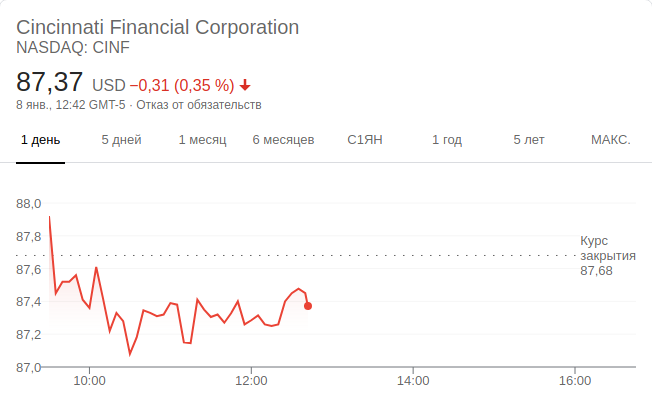 Cincinnati Financial Corporation
NASDAQ: CINF
87,37 USD −0,31 (0,35 %)
8 янв., 12:42 GMT-5 · Отказ от обязательств
1 день 5 дней 1 месяц 6 месяцев С1ЯН 1 год 5 лет МАКС.
88,0
87,8
87,6
87,4
87,2
87,0
Курс
закрытия
87,68
10:00 12:00 14:00 16:00